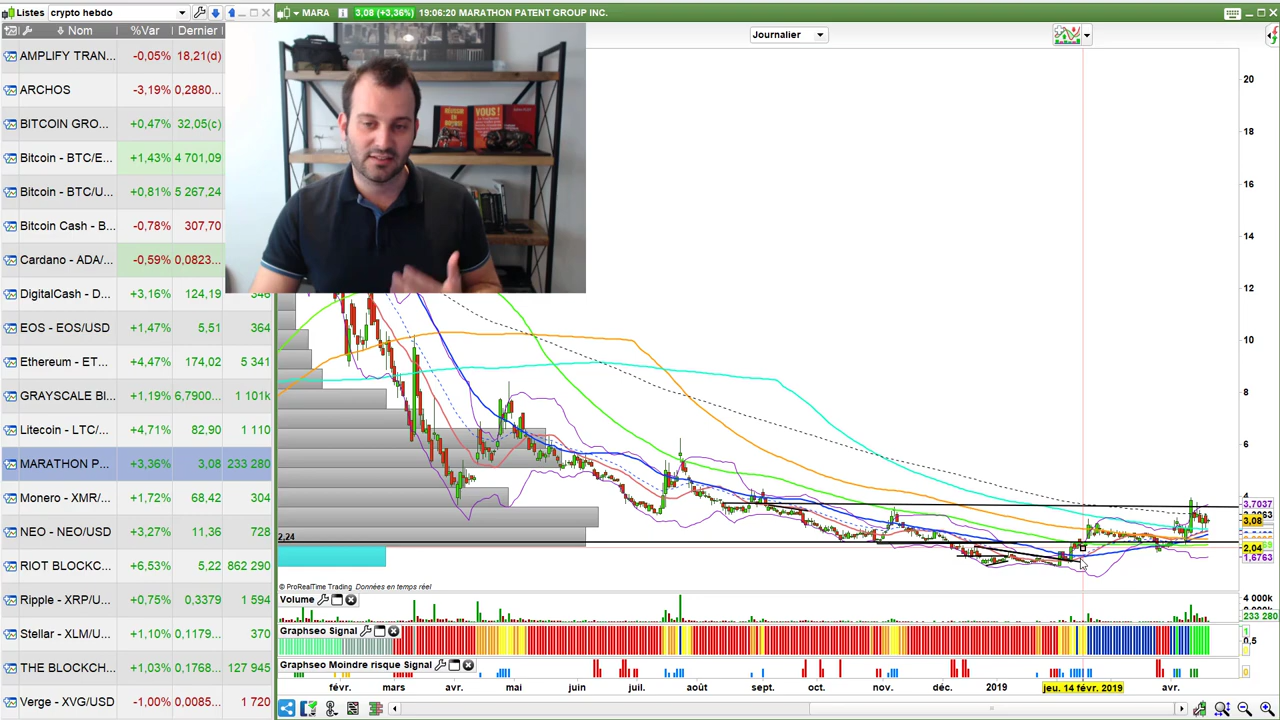 Listes crypto hebdo
MARA 3,08 (+3,36%) 19:06:20 MARATHON PATENT GROUP INC.
Nom %Var Dernier
Journalier
AMPLIFY TRAN... -0,05% 18,21(d)
ARCHOS -3,19% 0,2880...
BITCOIN GRO... +0,47% 32,05(c)
Bitcoin - BTC/E... +1,43% 4 701,09
Bitcoin - BTC/U... +0,81% 5 267,24
Bitcoin Cash - B... -0,78% 307,70
Cardano - ADA/... -0,59% 0,0823...
DigitalCash - D... +3,16% 124,19 346
EOS - EOS/USD +1,47% 5,51 364
Ethereum - ET... +4,47% 174,02 5 341
GRAYSCALE BI... +1,19% 6,7900... 1 101k
Litecoin - LTC/... +4,71% 82,90 1 110
MARATHON P... +3,36% 3,08 233 280
Monero - XMR/... +1,72% 68,42 304
NEO - NEO/USD +3,27% 11,36 728
RIOT BLOCKC... +6,53% 5,22 862 290
Ripple - XRP/U... +0,75% 0,3379 1 594
Stellar - XLM/U... +1,10% 0,1179... 370
THE BLOCKCH... +1,03% 0,1768... 127 945
Verge - XVG/USD -1,00% 0,0085... 1 720
RÉUSSIR EN BOURSE
VOUS!
20
18
16
14
12
10
8
6
4
3,7037
3,08
2,04
1,6763
2,24
© ProRealTime Trading Données en temps réel
Volume
4 000k
233 280
Graphseo Signal
1
0,5
Graphseo Moindre risque Signal
0
févr. mars avr. mai juin juil. août sept. oct. nov. déc. 2019 jeu. 14 févr. 2019 avr.